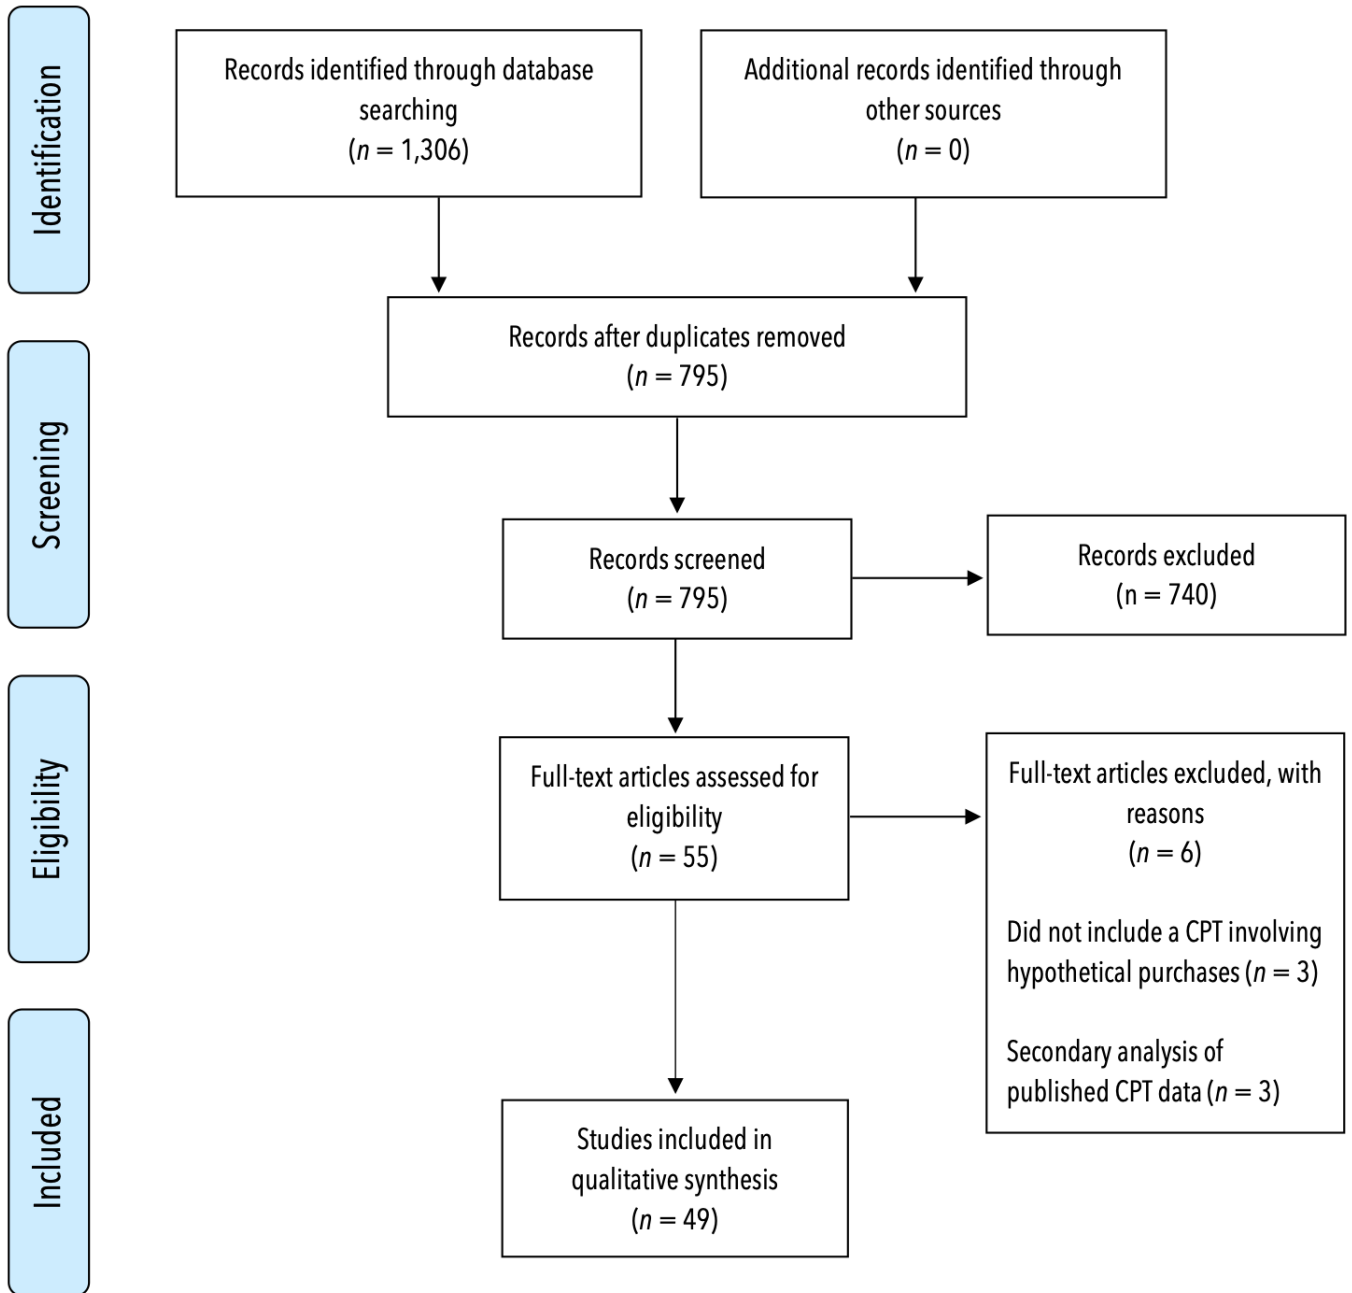 Identification
Records identified through database
searching
(n = 1,306)
Additional records identified through
other sources
(n = 0)
Screening
Records after duplicates removed
(n = 795)
Records screened
(n = 795)
Records excluded
(n = 740)
Eligibility
Full-text articles assessed for
eligibility
(n = 55)
Full-text articles excluded, with
reasons
(n = 6)
Did not include a CPT involving
hypothetical purchases (n = 3)
Secondary analysis of
published CPT data (n = 3)
Included
Studies included in
qualitative synthesis
(n = 49)